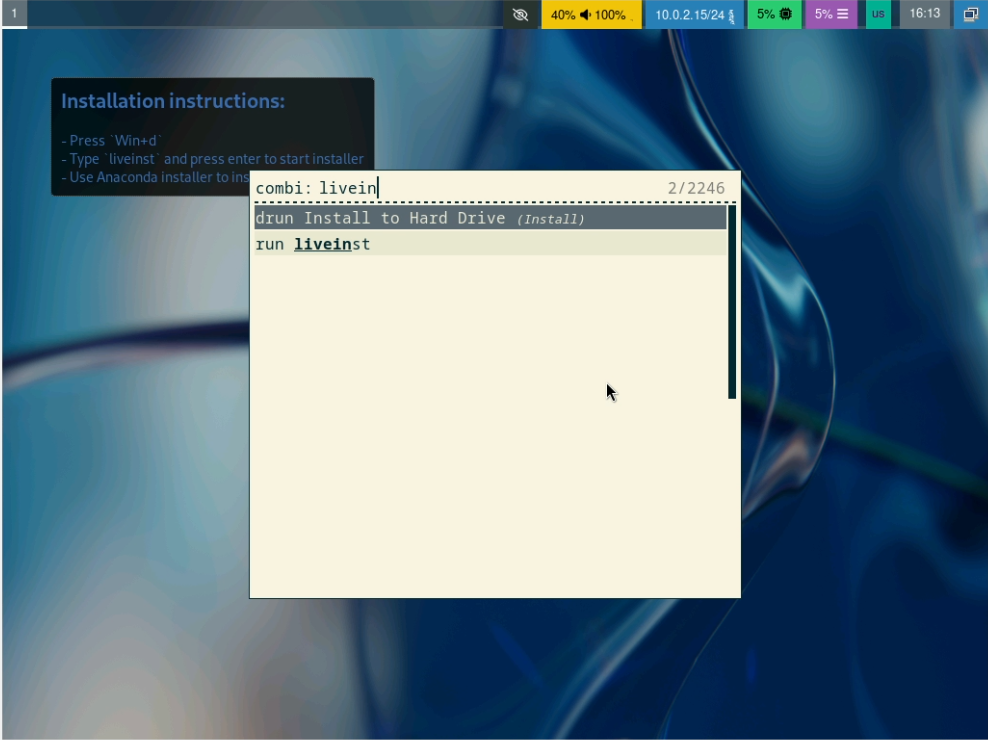 1
40% 100%
10.0.2.15/24
5%
5%
us
16:13
Installation instructions:
- Press `Win+d`
- Type `liveinst` and press enter to start installer
- Use Anaconda installer to ins
combi: livein
2/2246
drun Install to Hard Drive (Install)
run liveinst